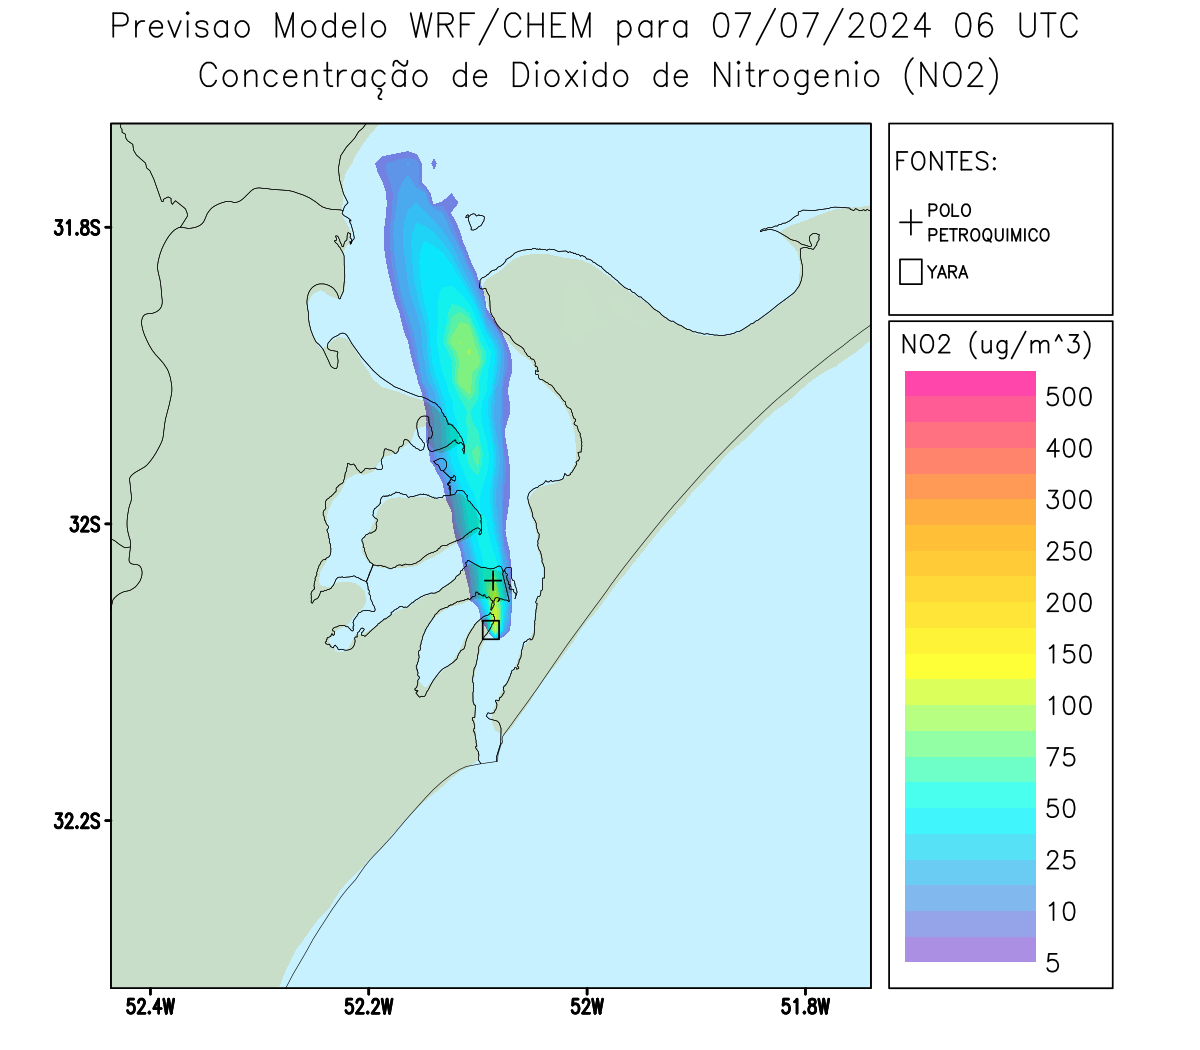 Previsao Modelo WRF/CHEM para 07/07/2024 06 UTC
Concentração de Dioxido de Nitrogenio (NO2)
FONTES:
POLO
PETROQUIMICO
YARA
31.8S
32S
32.2S
52.4W
52.2W
52W
51.8W
NO2 (ug/m^3)
500
400
300
250
200
150
100
75
50
25
10
5